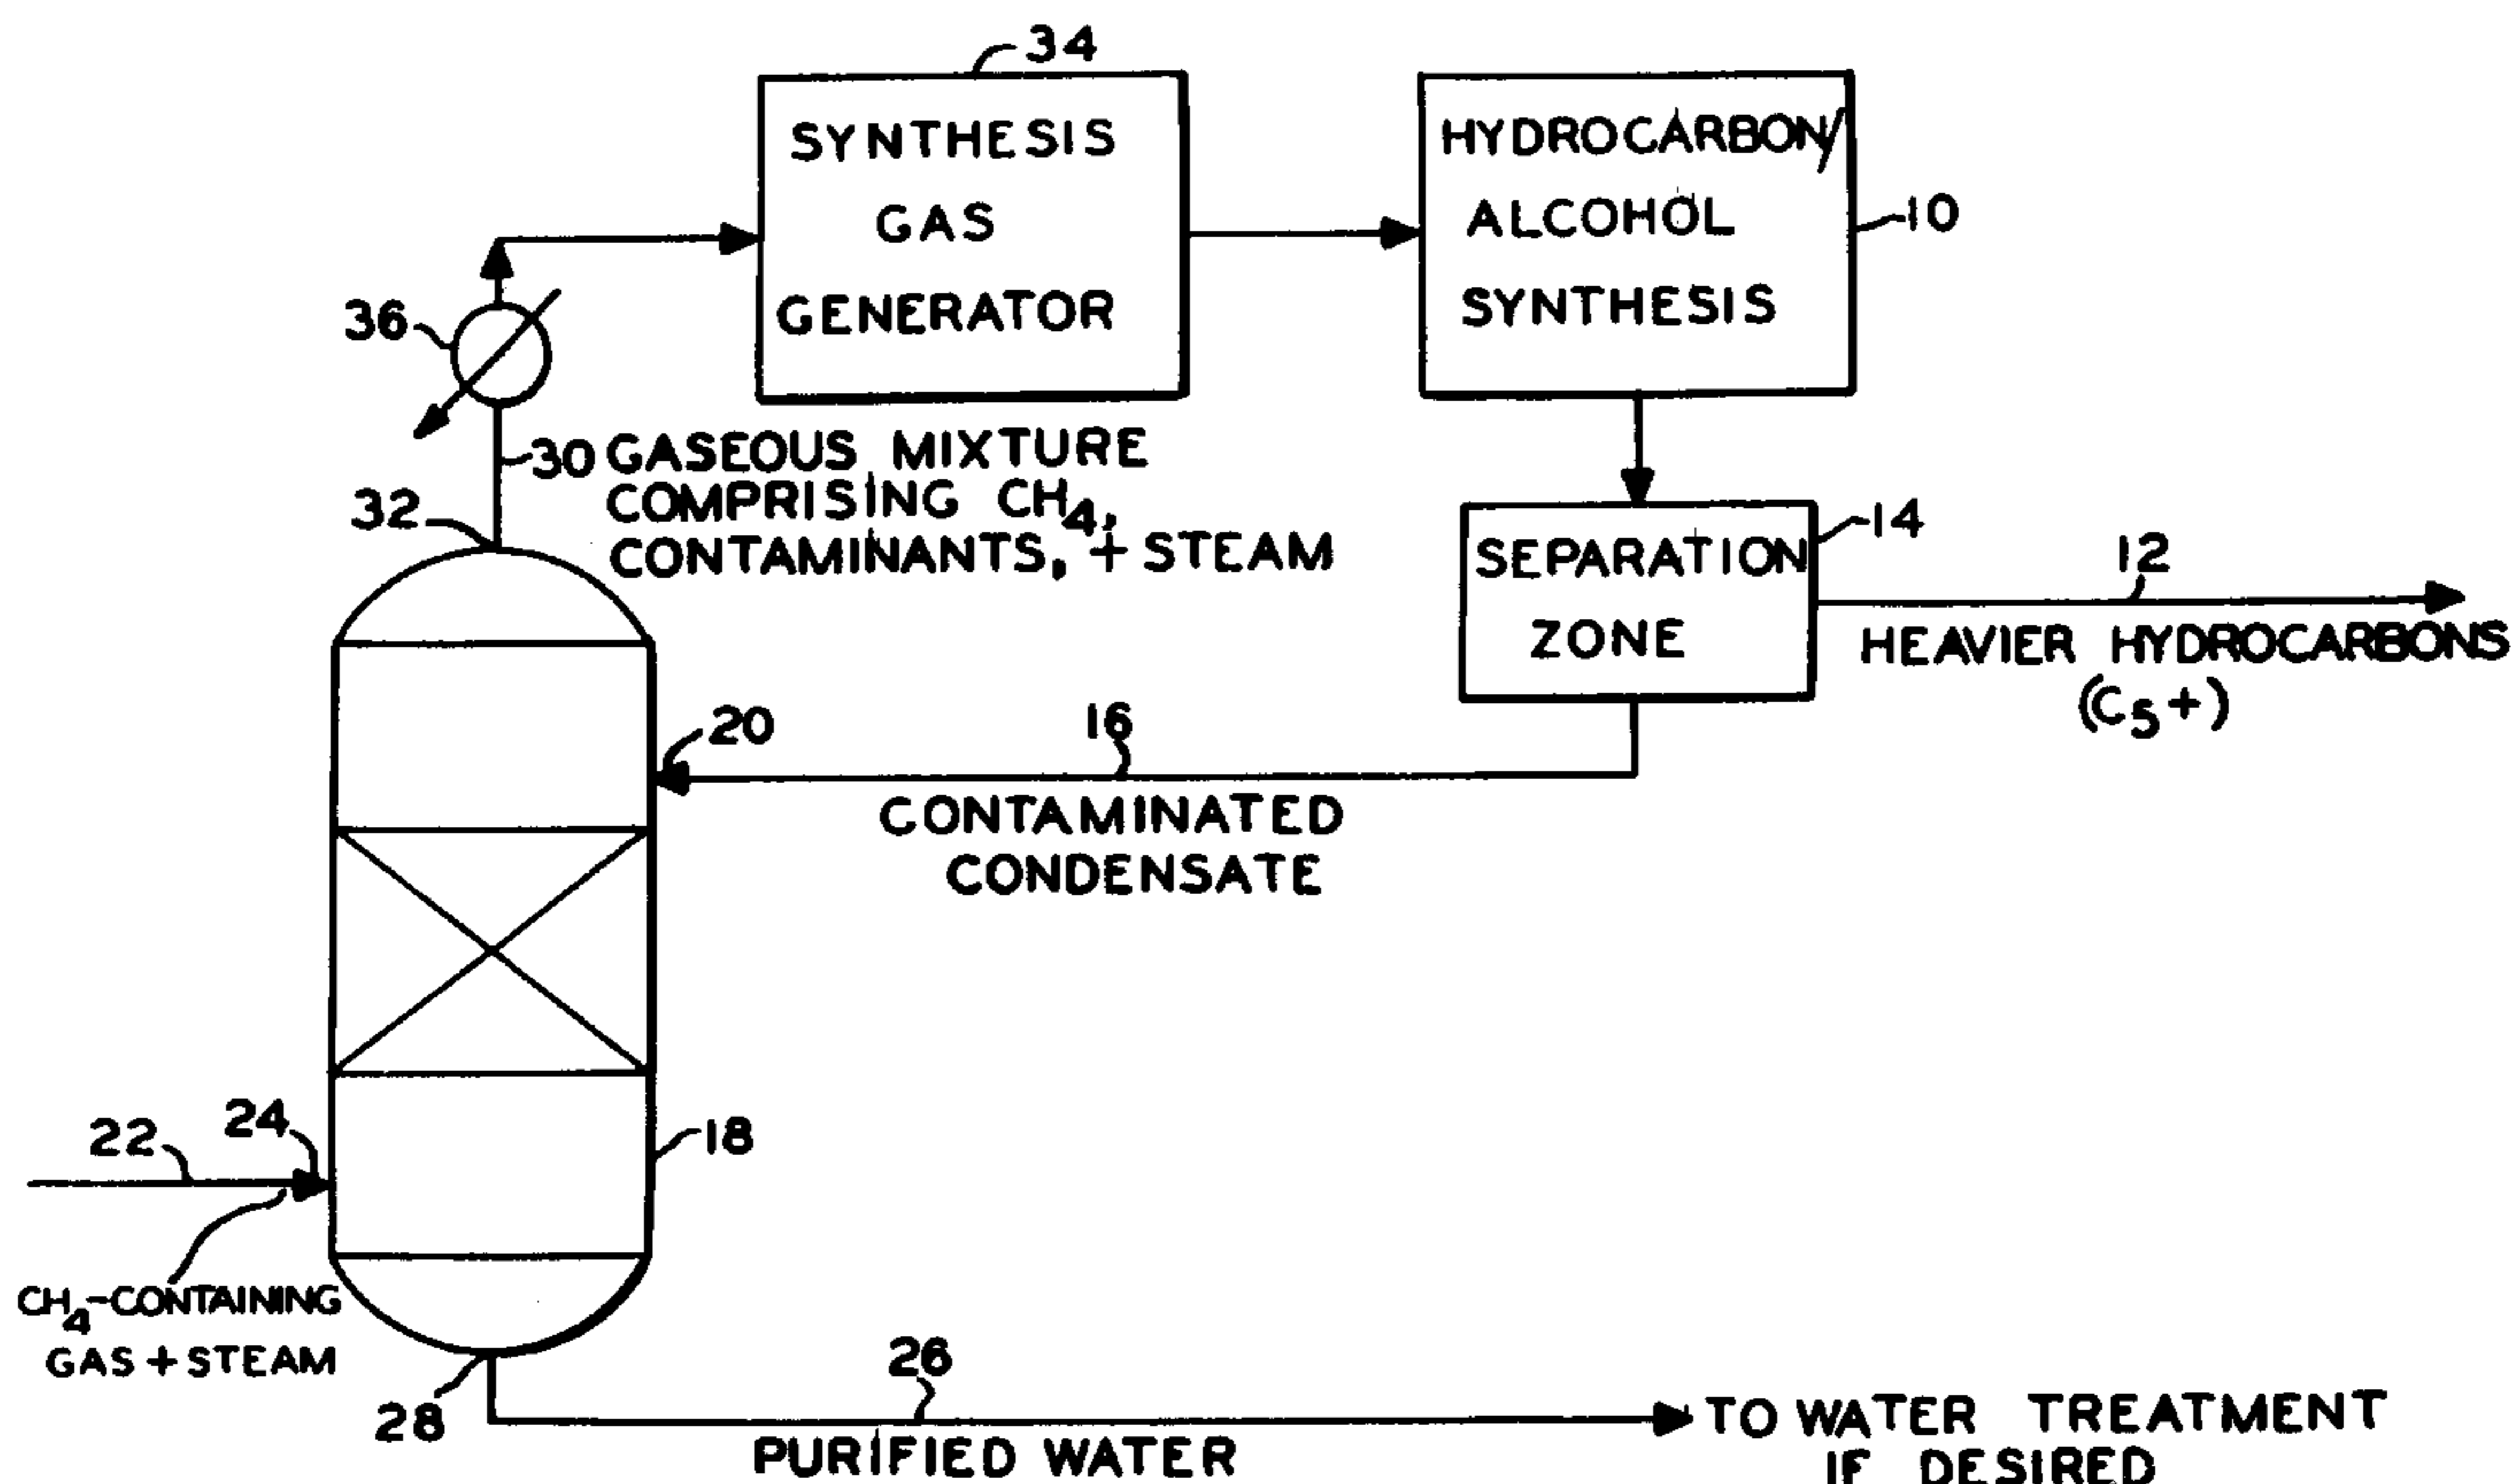 34
SYNTHESIS
GAS
GENERATOR
HYDROCARBON/
ALCOHOL
SYNTHESIS
10
36
30 GASEOUS MIXTURE
COMPRISING CH4,
CONTAMINANTS, + STEAM
32
SEPARATION
ZONE
14
12
HEAVIER HYDROCARBONS
(C5+)
20
16
CONTAMINATED
CONDENSATE
22
24
18
CH4-CONTAINING
GAS + STEAM
28
26
PURIFIED WATER
TO WATER TREATMENT
IF DESIRED